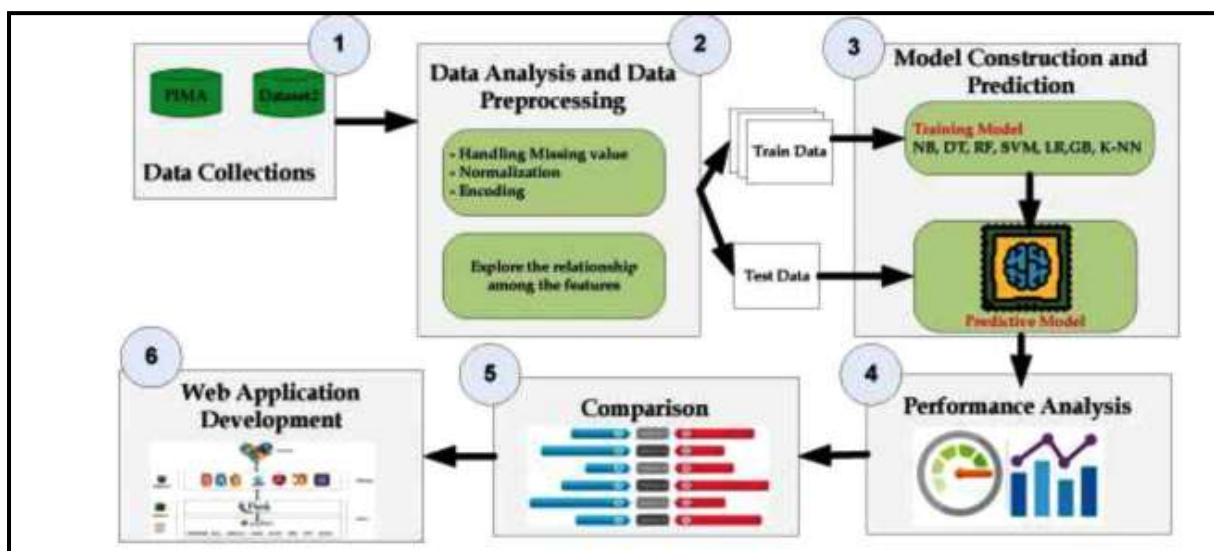 1
PIMA
Dataset2
Data Collections
2
Data Analysis and Data
Preprocessing
- Handling Missing value
- Normalization
- Encoding
Explore the relationship
among the features
Train Data
Test Data
3
Model Construction and
Prediction
Training Model
NB, DT, RF, SVM, LR,GB, K-NN
Predictive Model
4
Performance Analysis
5
Comparison
6
Web Application
Development